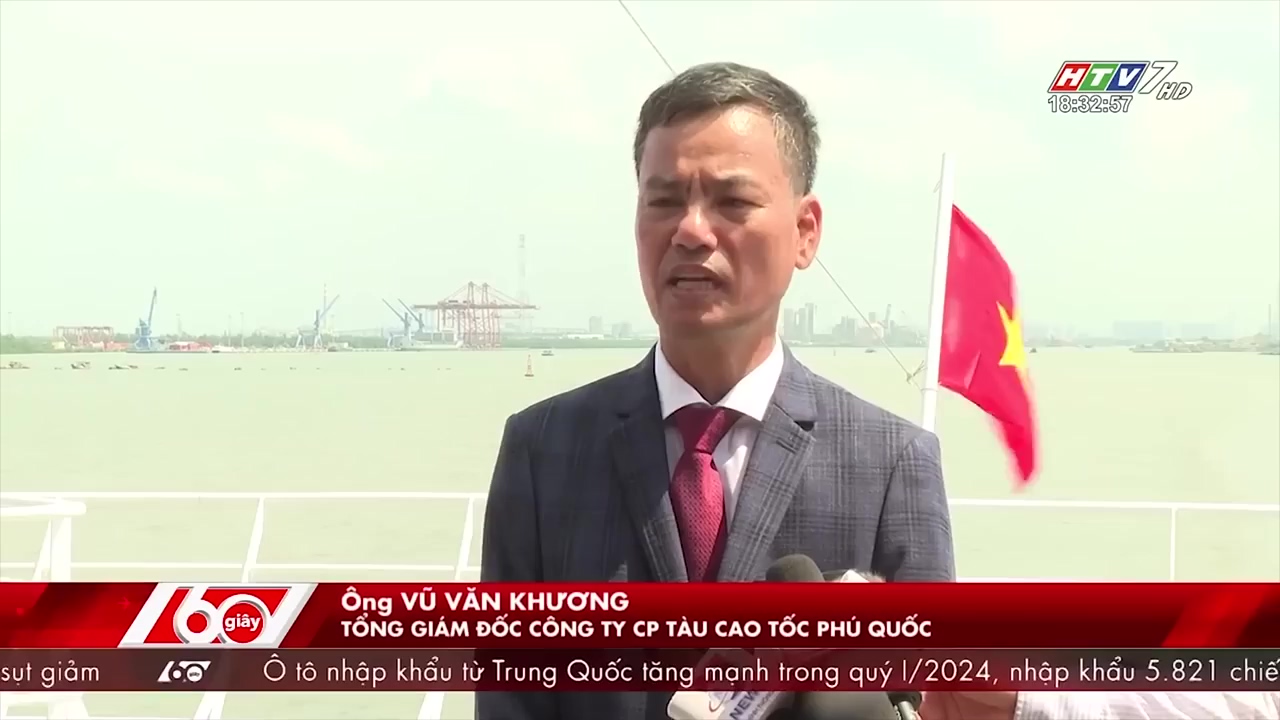 HTV7 HD
18:32:57
60 giây
Ông VŨ VĂN KHƯƠNG
TỔNG GIÁM ĐỐC CÔNG TY CP TÀU CAO TỐC PHÚ QUỐC
sụt giảm 60 Ô tô nhập khẩu từ Trung Quốc tăng mạnh trong quý I/2024, nhập khẩu 5.821
NEWS